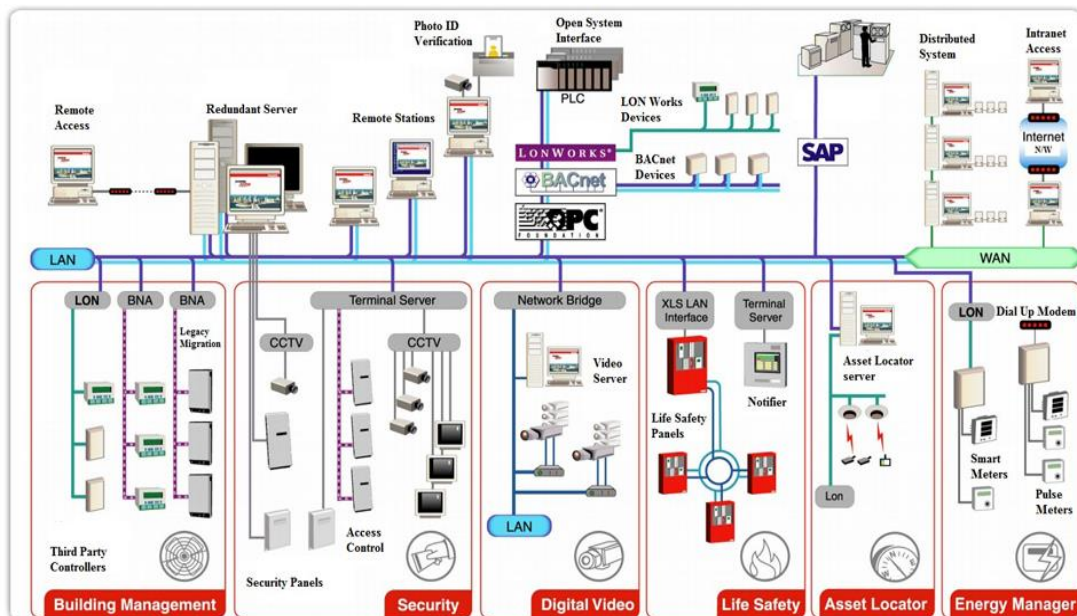 Photo ID
Verification
Open System
Interface
Distributed
System
Intranet
Access
Remote
Access
Redundant Server
Remote Stations
PLC
LON Works
Devices
LONWORKS®
BACnet
BACnet
Devices
OPC
FOUNDATION
SAP
Internet
N/W
LAN
WAN
LON
BNA
BNA
Legacy
Migration
Third Party
Controllers
Building Management
CCTV
Terminal Server
CCTV
Access
Control
Security Panels
Security
Network Bridge
Video
Server
LAN
Digital Video
XLS LAN
Interface
Terminal
Server
Notifier
Life Safety
Panels
Life Safety
Asset Locator
server
Lon
Asset Locator
LON
Dial Up Modem
Smart
Meters
Pulse
Meters
Energy Manager